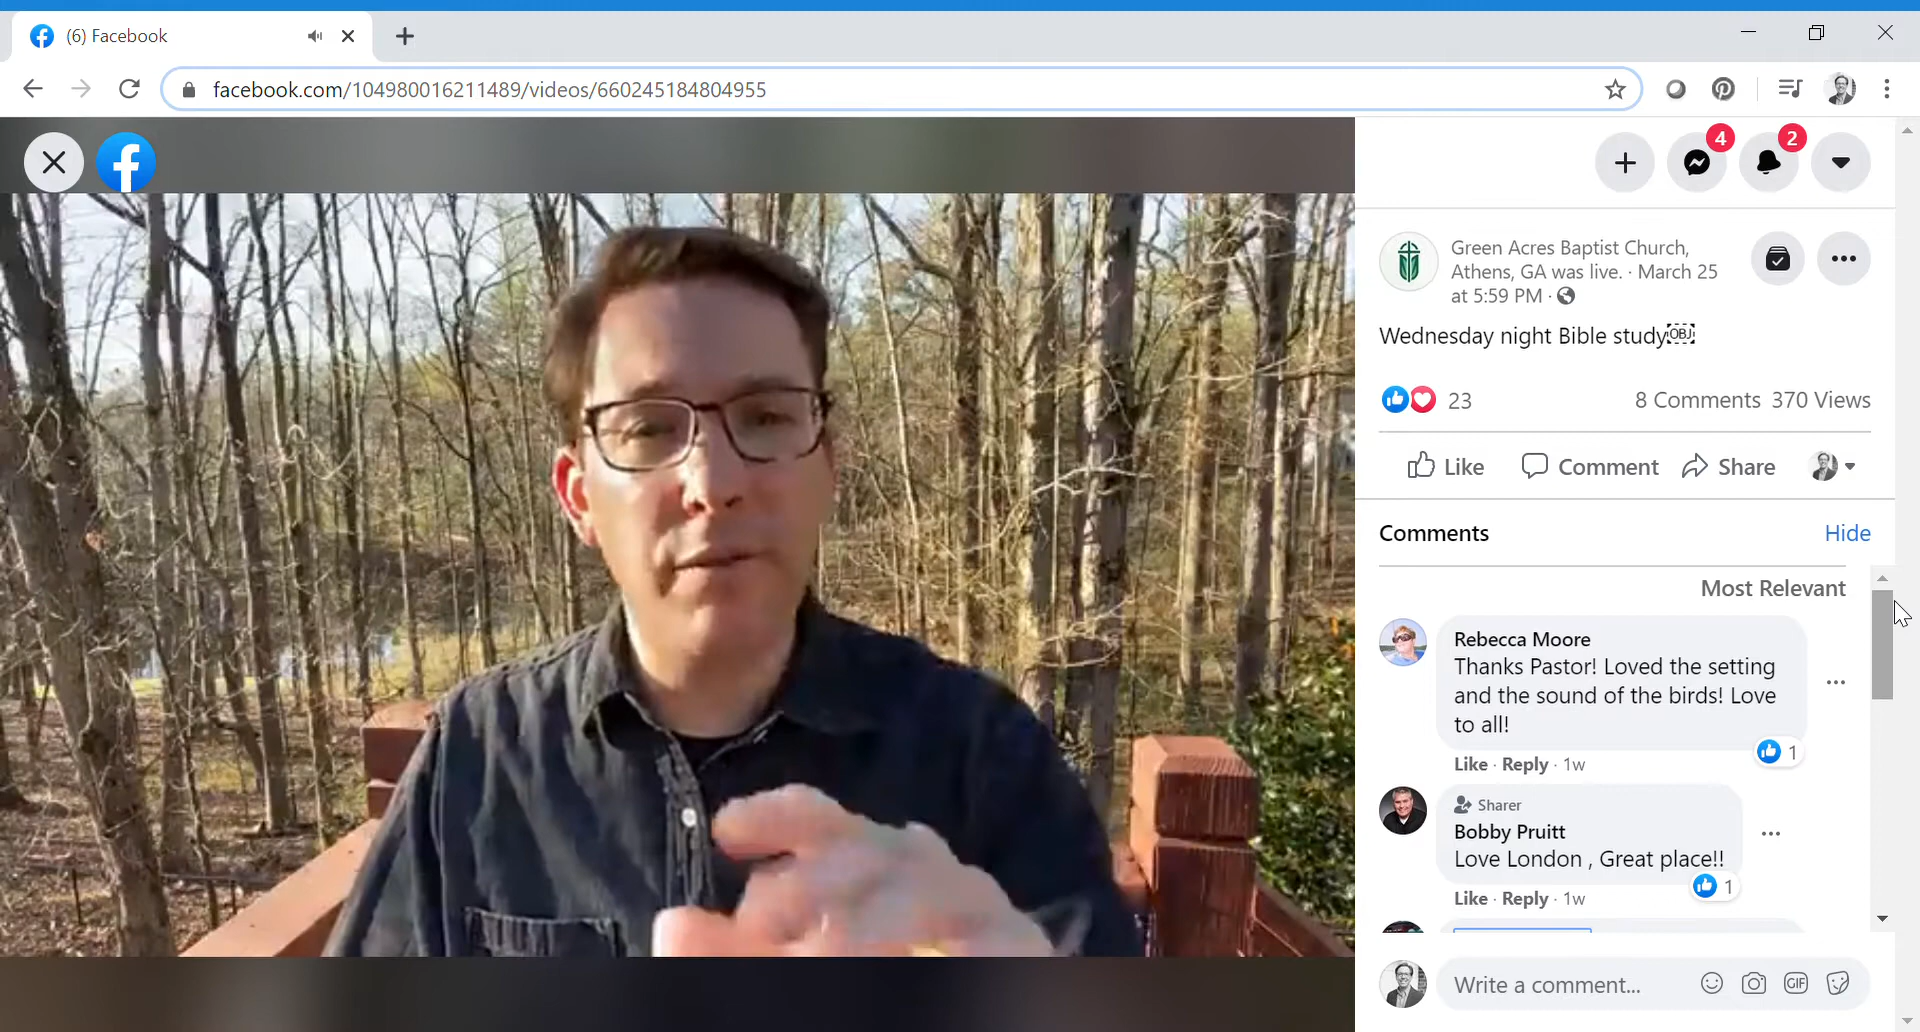 (6) Facebook
facebook.com/104980016211489/videos/660245184804955
4
2
Green Acres Baptist Church,
Athens, GA was live. · March 25
at 5:59 PM ·
Wednesday night Bible study￼
23
8 Comments 370 Views
Like Comment Share
Comments
Hide
Most Relevant
Rebecca Moore
Thanks Pastor! Loved the setting
and the sound of the birds! Love
to all!
1
Like · Reply · 1w
Sharer
Bobby Pruitt
Love London , Great place!!
1
Like · Reply · 1w
Write a comment...
GIF